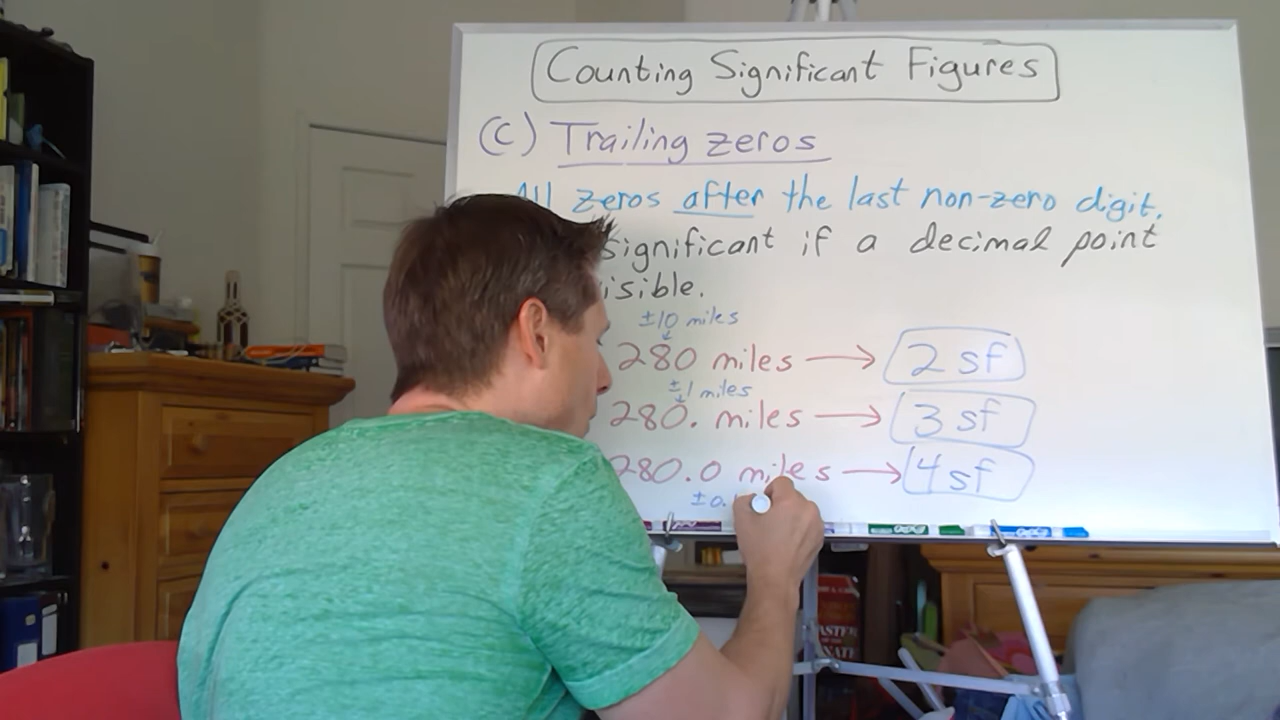 Counting Significant Figures
(C) Trailing zeros
All zeros after the last non-zero digit.
significant if a decimal point
isible.
±10 miles
280 miles → 2 sf
±1 miles
280. miles → 3 sf
280.0 miles → 4 sf
±0.